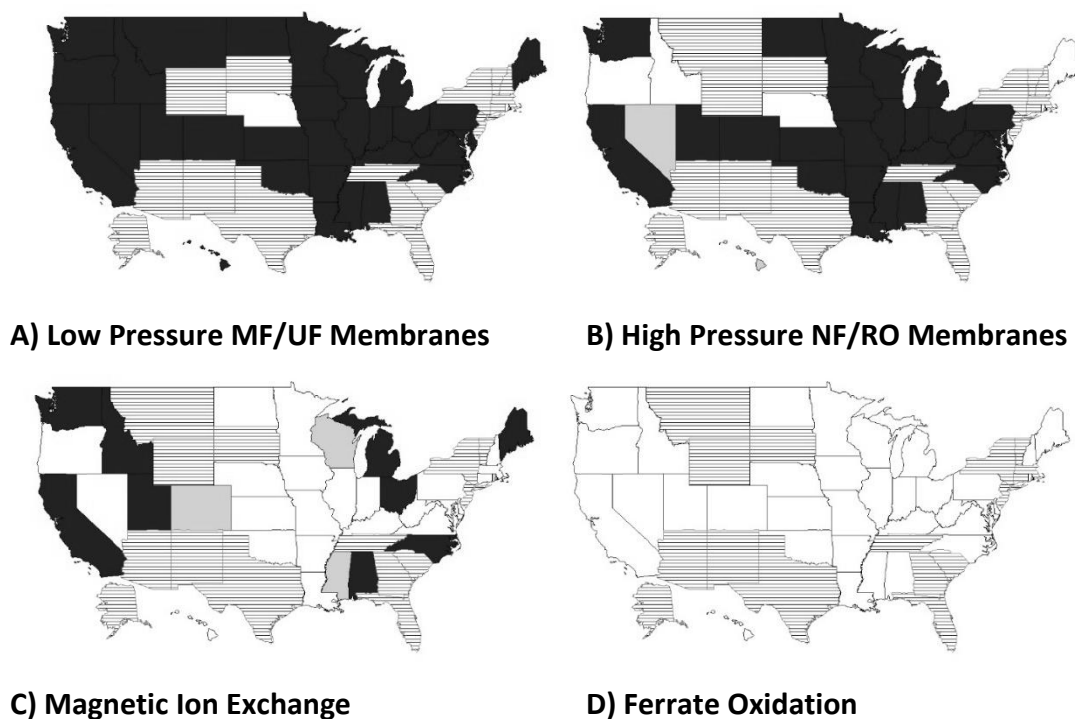 A) Low Pressure MF/UF Membranes
B) High Pressure NF/RO Membranes
C) Magnetic Ion Exchange
D) Ferrate Oxidation